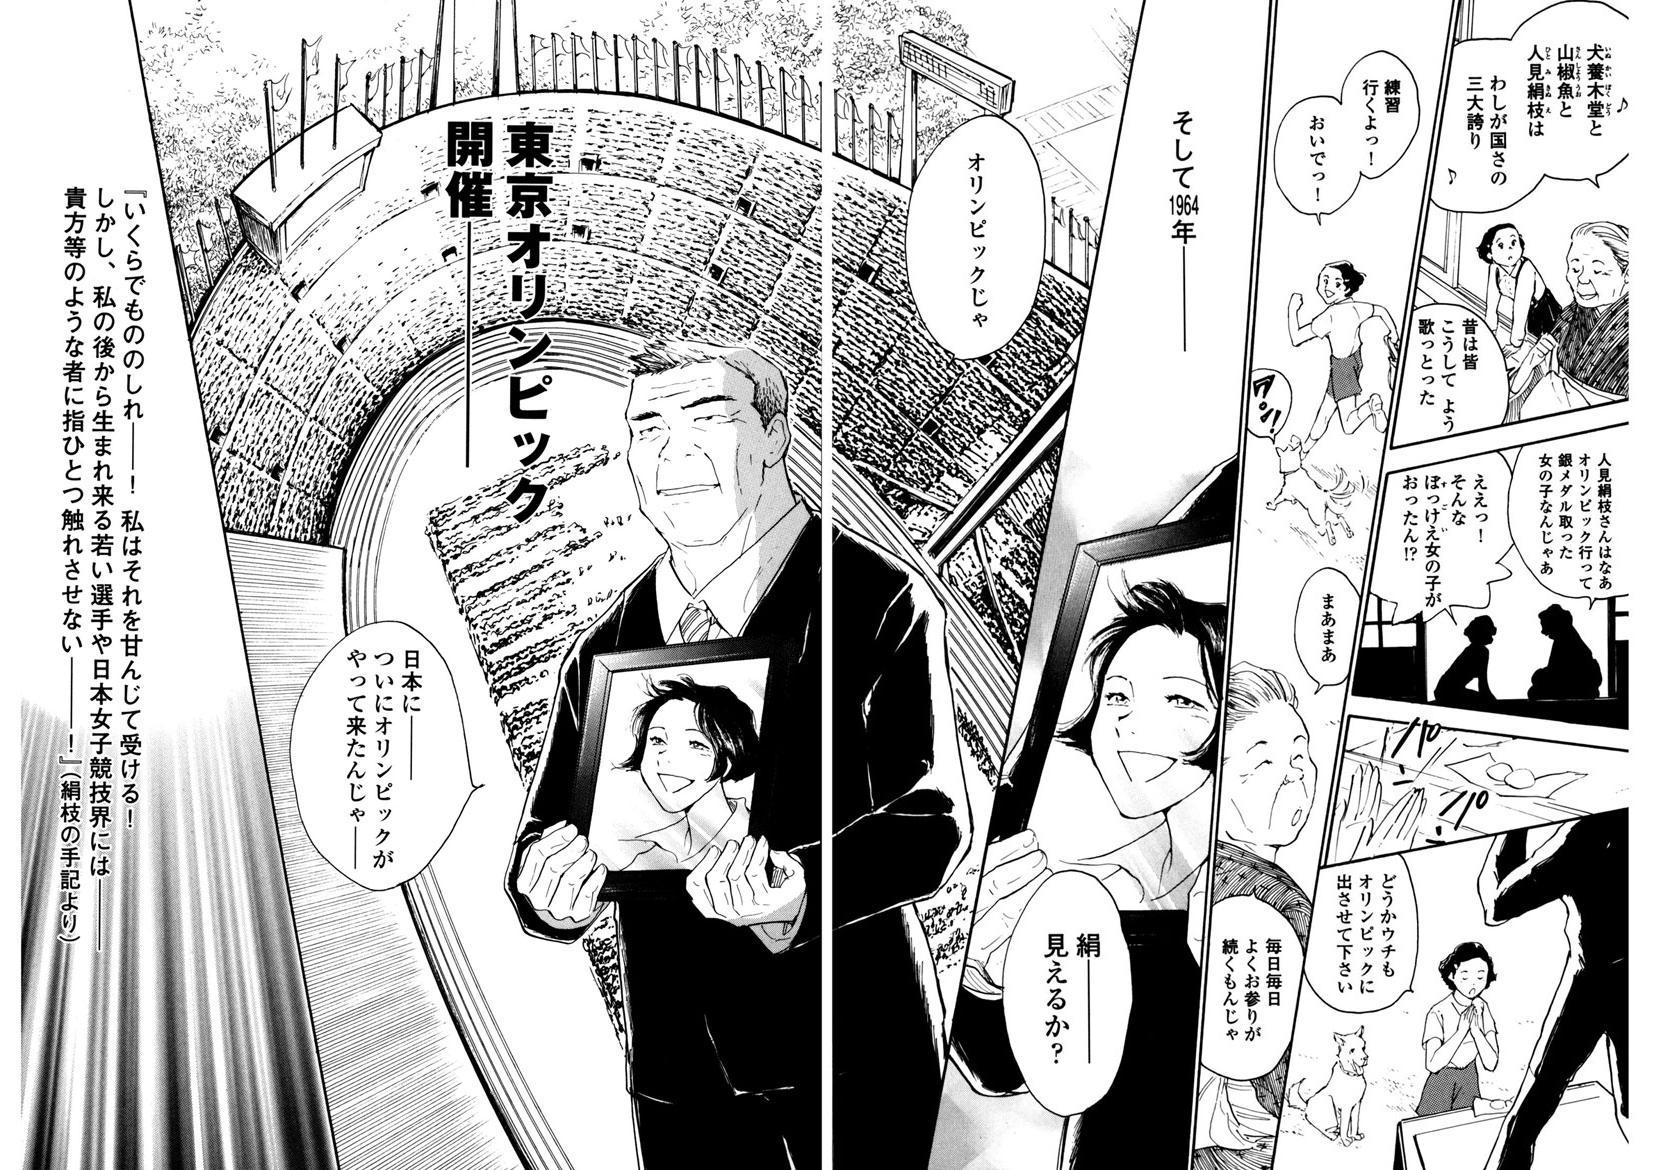 犬養木堂と
山椒魚と
人見絹枝は
わしが国さの
三大誇り
昔は皆
こうして よう
歌っとった
人見絹枝さんはなあ
オリンピック行って
銀メダル取った
女の子なんじゃあ
ええっ！
そんな
ぼっけえ女の子が
おったん!?
パン
パン
どうかウチも
オリンピックに
出させて下さい
練習
行くよっ！
おいでっ！
アン！
まあまあ
毎日毎日
よくお参りが
続くもんじゃ
そして1964年――
絹――
見えるか？
オリンピックじゃ
東京オリンピック
開催――
日本に――
ついにオリンピックが
やって来たんじゃ――
『いくらでもののしれ――！ 私はそれを甘んじて受ける！
しかし、私の後から生まれ来る若い選手や日本女子競技界には――
貴方等のような者に指ひとつ触れさせない――！』(絹枝の手記より)